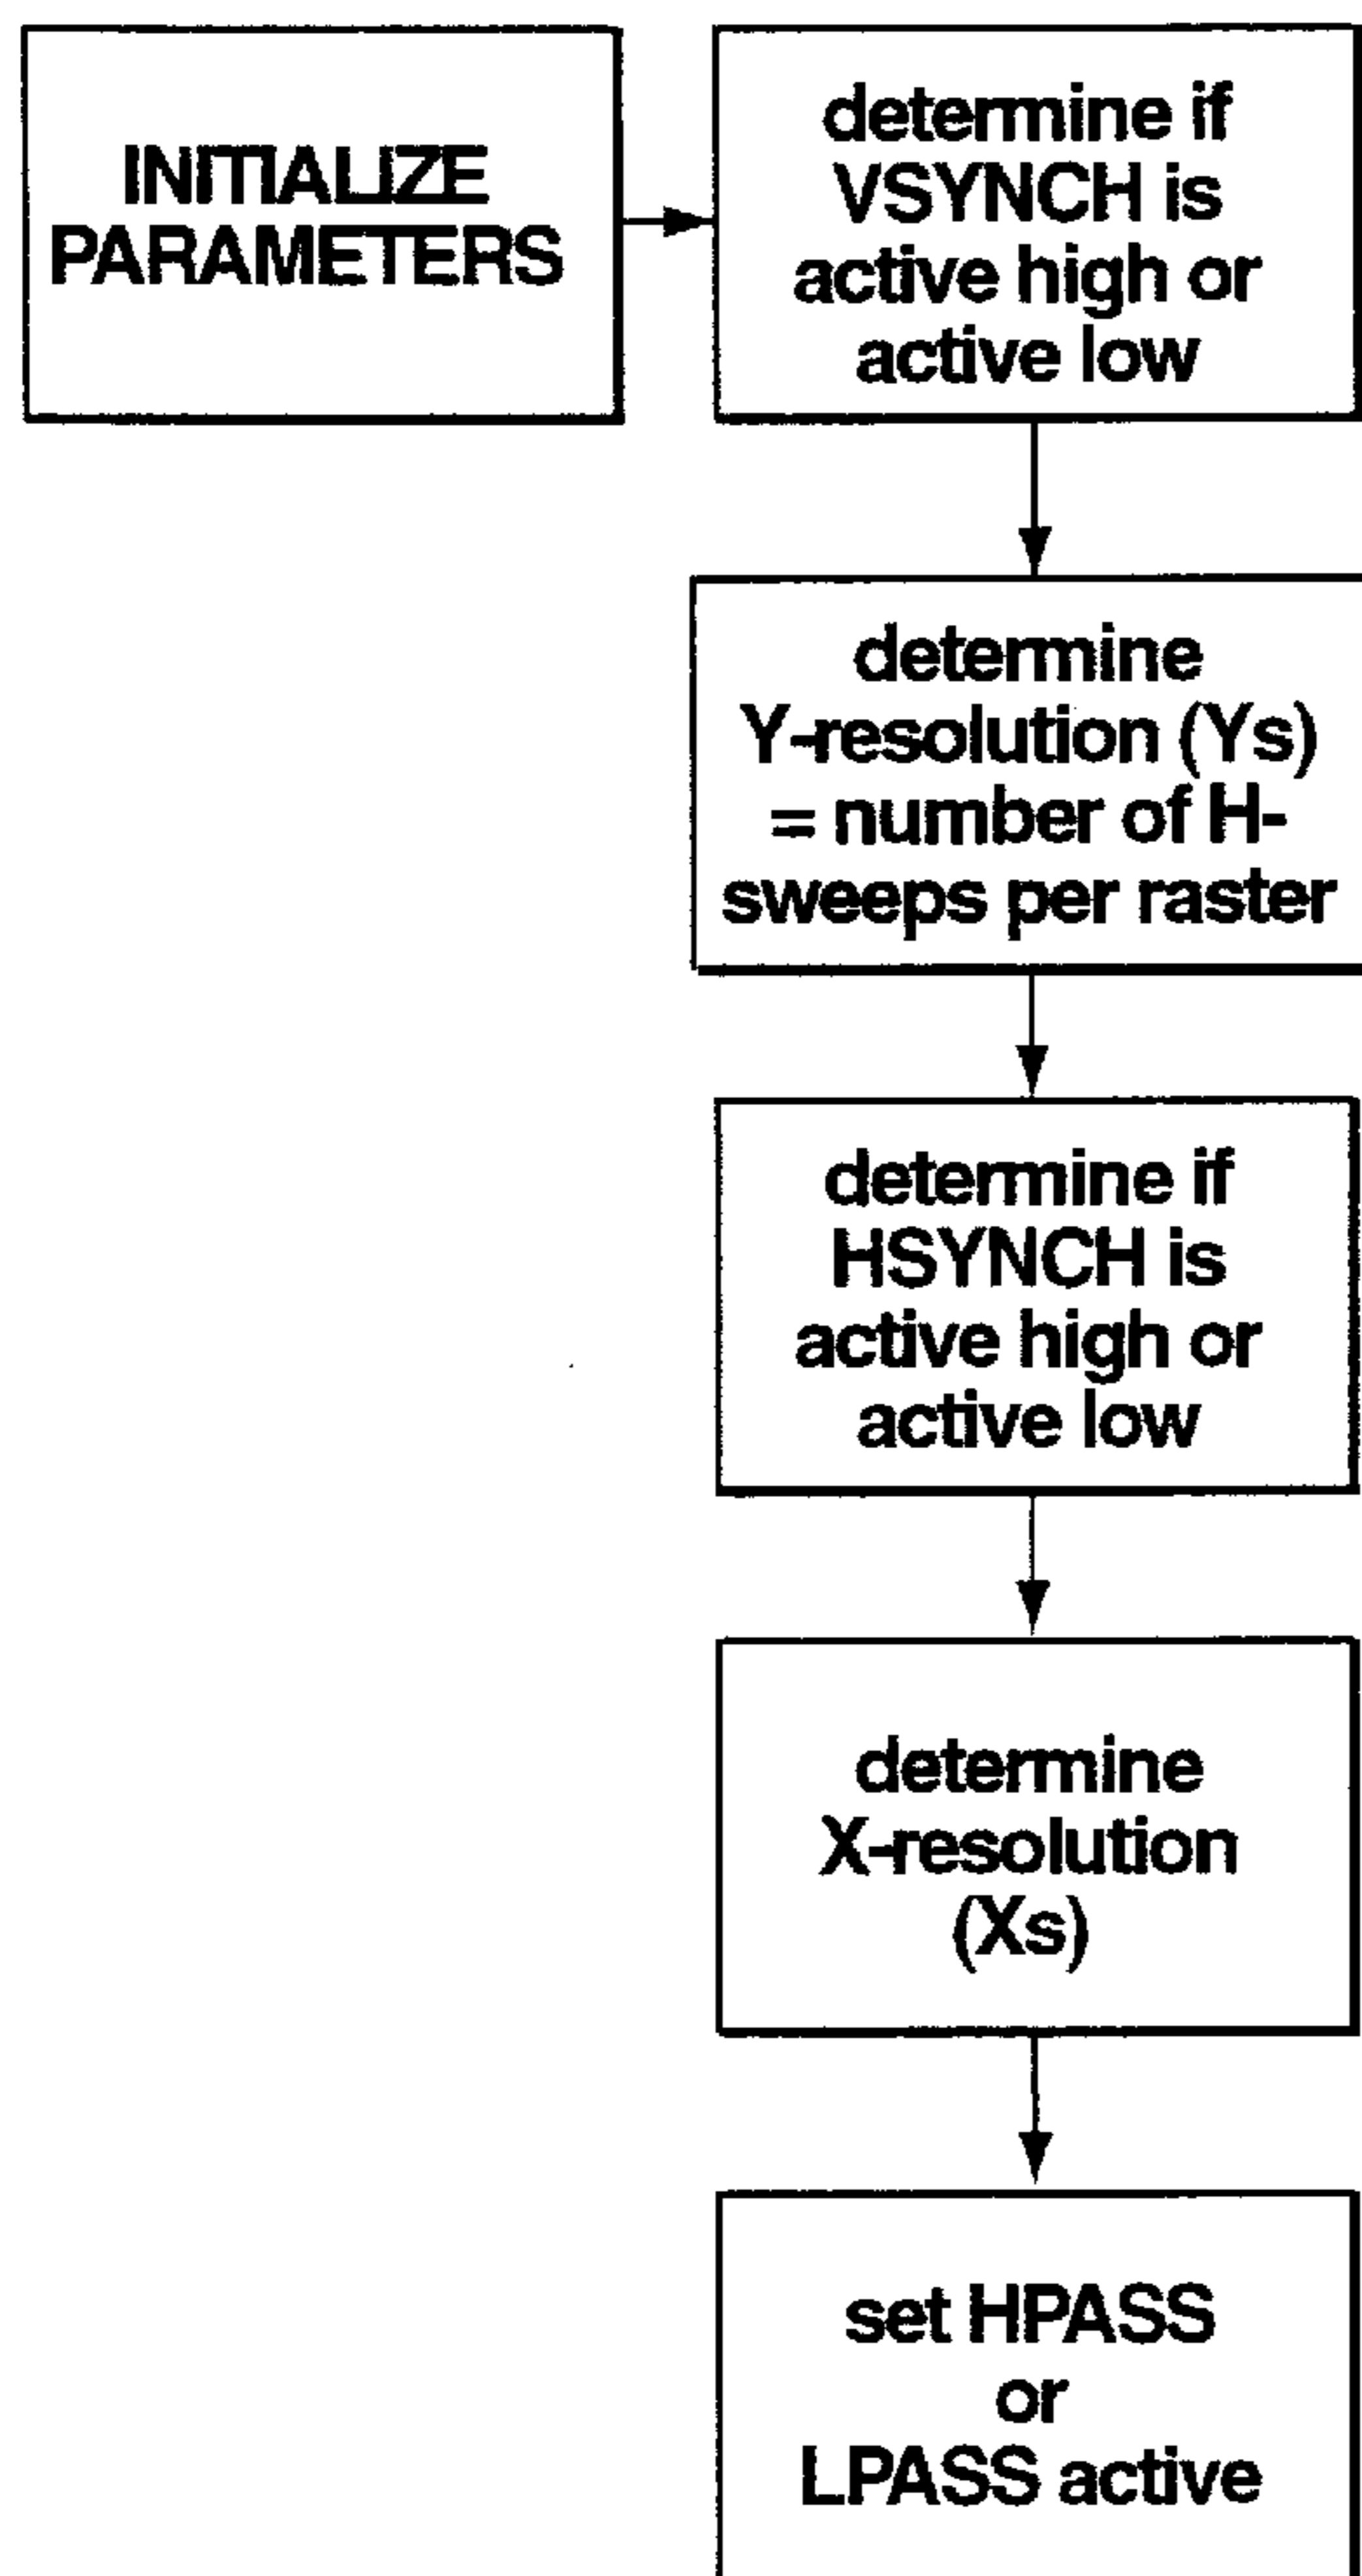 INITIALIZE
PARAMETERS
determine if
VSYNCH is
active high or
active low
determine
Y-resolution (Ys)
= number of H-
sweeps per raster
determine if
HSYNCH is
active high or
active low
determine
X-resolution
(Xs)
set HPASS
or
LPASS active